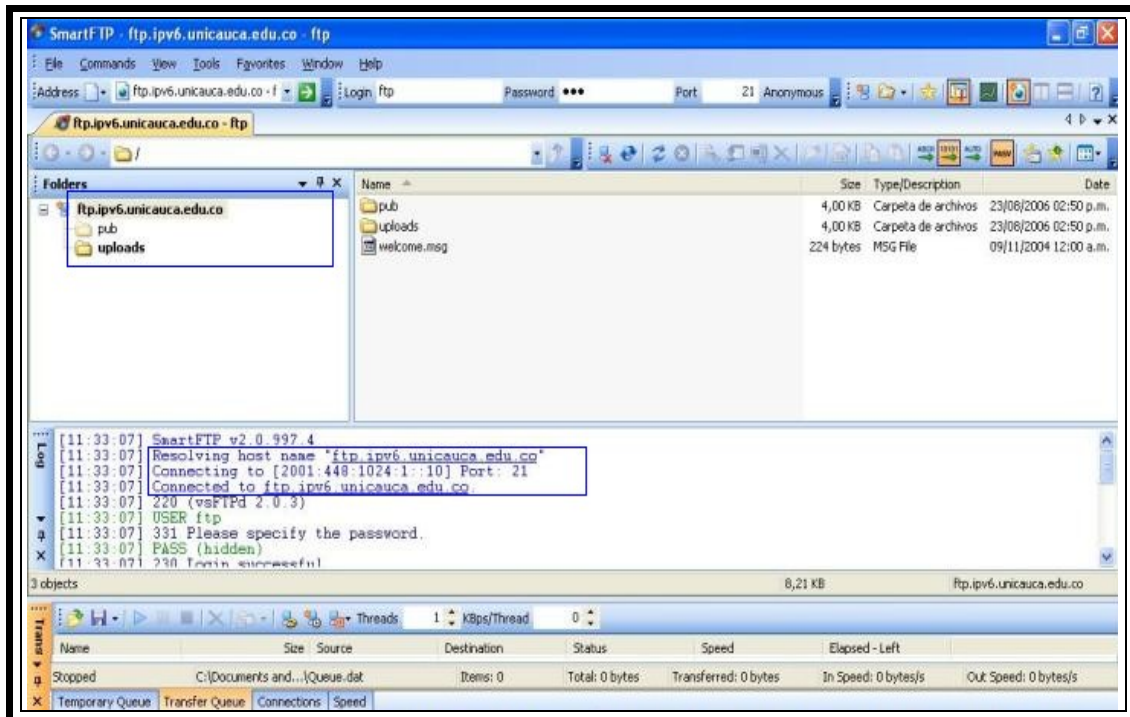 SmartFTP - ftp.ipv6.unicauca.edu.co - ftp
File Commands View Tools Favorites Window Help
Address ftp.ipv6.unicauca.edu.co - f Login ftp Password ●●● Port 21 Anonymous
ftp.ipv6.unicauca.edu.co - ftp
/
Folders
ftp.ipv6.unicauca.edu.co
pub
uploads
Name Size Type/Description Date
pub 4,00 KB Carpeta de archivos 23/08/2006 02:50 p.m.
uploads 4,00 KB Carpeta de archivos 23/08/2006 02:50 p.m.
welcome.msg 224 bytes MSG File 09/11/2004 12:00 a.m.
Log
[11:33:07] SmartFTP v2.0.997.4
[11:33:07] Resolving host name "ftp.ipv6.unicauca.edu.co"
[11:33:07] Connecting to [2001:448:1024:1::10] Port: 21
[11:33:07] Connected to ftp.ipv6.unicauca.edu.co.
[11:33:07] 220 (vsFTPd 2.0.3)
[11:33:07] USER ftp
[11:33:07] 331 Please specify the password.
[11:33:07] PASS (hidden)
[11:33:07] 230 Login successful
3 objects 8,21 KB ftp.ipv6.unicauca.edu.co
Threads 1 KBps/Thread 0
Trans
Name Size Source Destination Status Speed Elapsed - Left
Stopped C:\Documents and...\Queue.dat Items: 0 Total: 0 bytes Transferred: 0 bytes In Speed: 0 bytes/s Out Speed: 0 bytes/s
Temporary Queue Transfer Queue Connections Speed